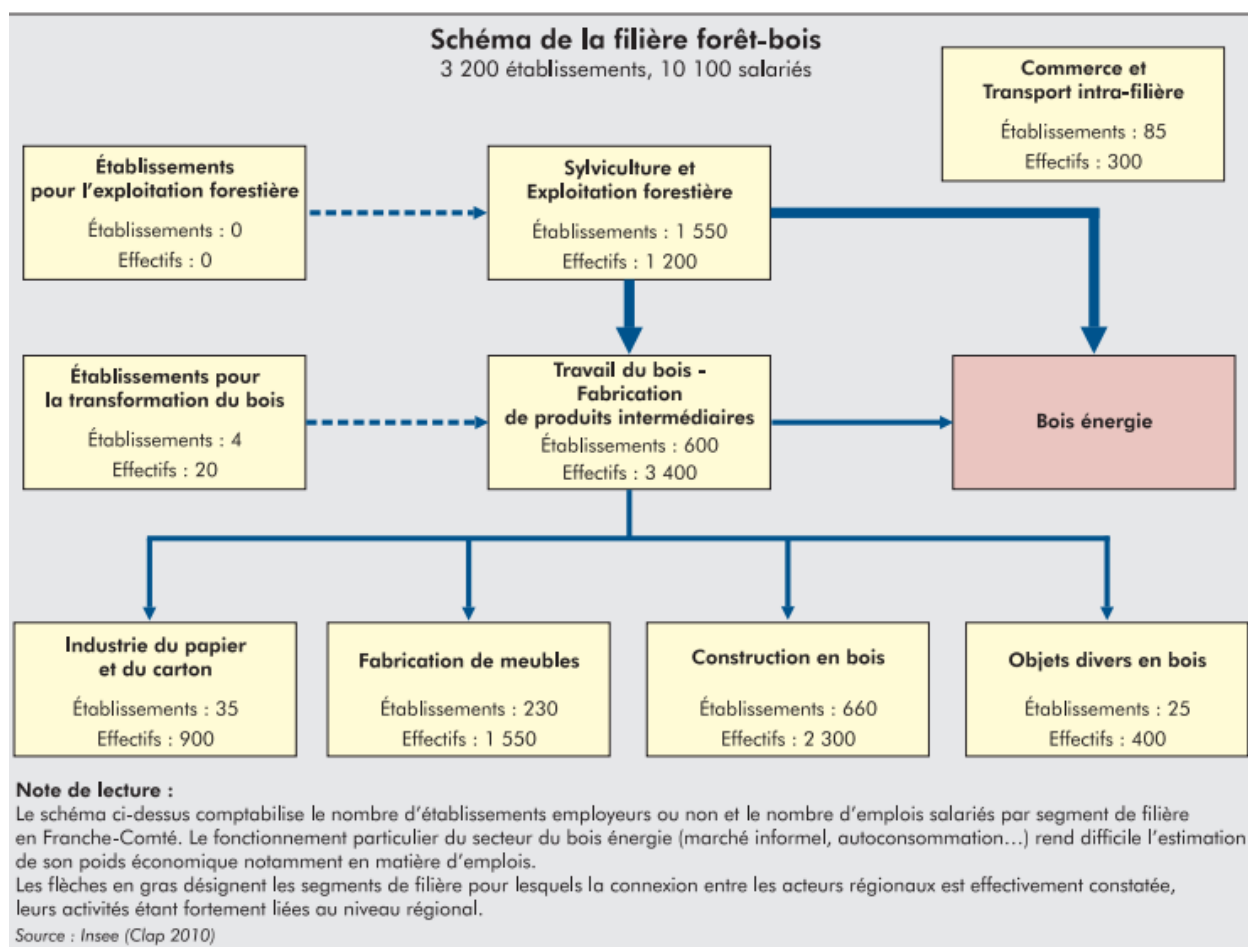 Schéma de la filière forêt-bois
3 200 établissements, 10 100 salariés
Commerce et
Transport intra-filière
Établissements : 85
Effectifs : 300
Établissements
pour l'exploitation forestière
Établissements : 0
Effectifs : 0
Sylviculture et
Exploitation forestière
Établissements : 1 550
Effectifs : 1 200
Établissements pour
la transformation du bois
Établissements : 4
Effectifs : 20
Travail du bois -
Fabrication
de produits intermédiaires
Établissements : 600
Effectifs : 3 400
Bois énergie
Industrie du papier
et du carton
Établissements : 35
Effectifs : 900
Fabrication de meubles
Établissements : 230
Effectifs : 1 550
Construction en bois
Établissements : 660
Effectifs : 2 300
Objets divers en bois
Établissements : 25
Effectifs : 400
Note de lecture :
Le schéma ci-dessus comptabilise le nombre d'établissements employeurs ou non et le nombre d'emplois salariés par segment de filière
en Franche-Comté. Le fonctionnement particulier du secteur du bois énergie (marché informel, autoconsommation...) rend difficile l'estimation
de son poids économique notamment en matière d'emplois.
Les flèches en gras désignent les segments de filière pour lesquels la connexion entre les acteurs régionaux est effectivement constatée,
leurs activités étant fortement liées au niveau régional.
Source : Insee (Clap 2010)